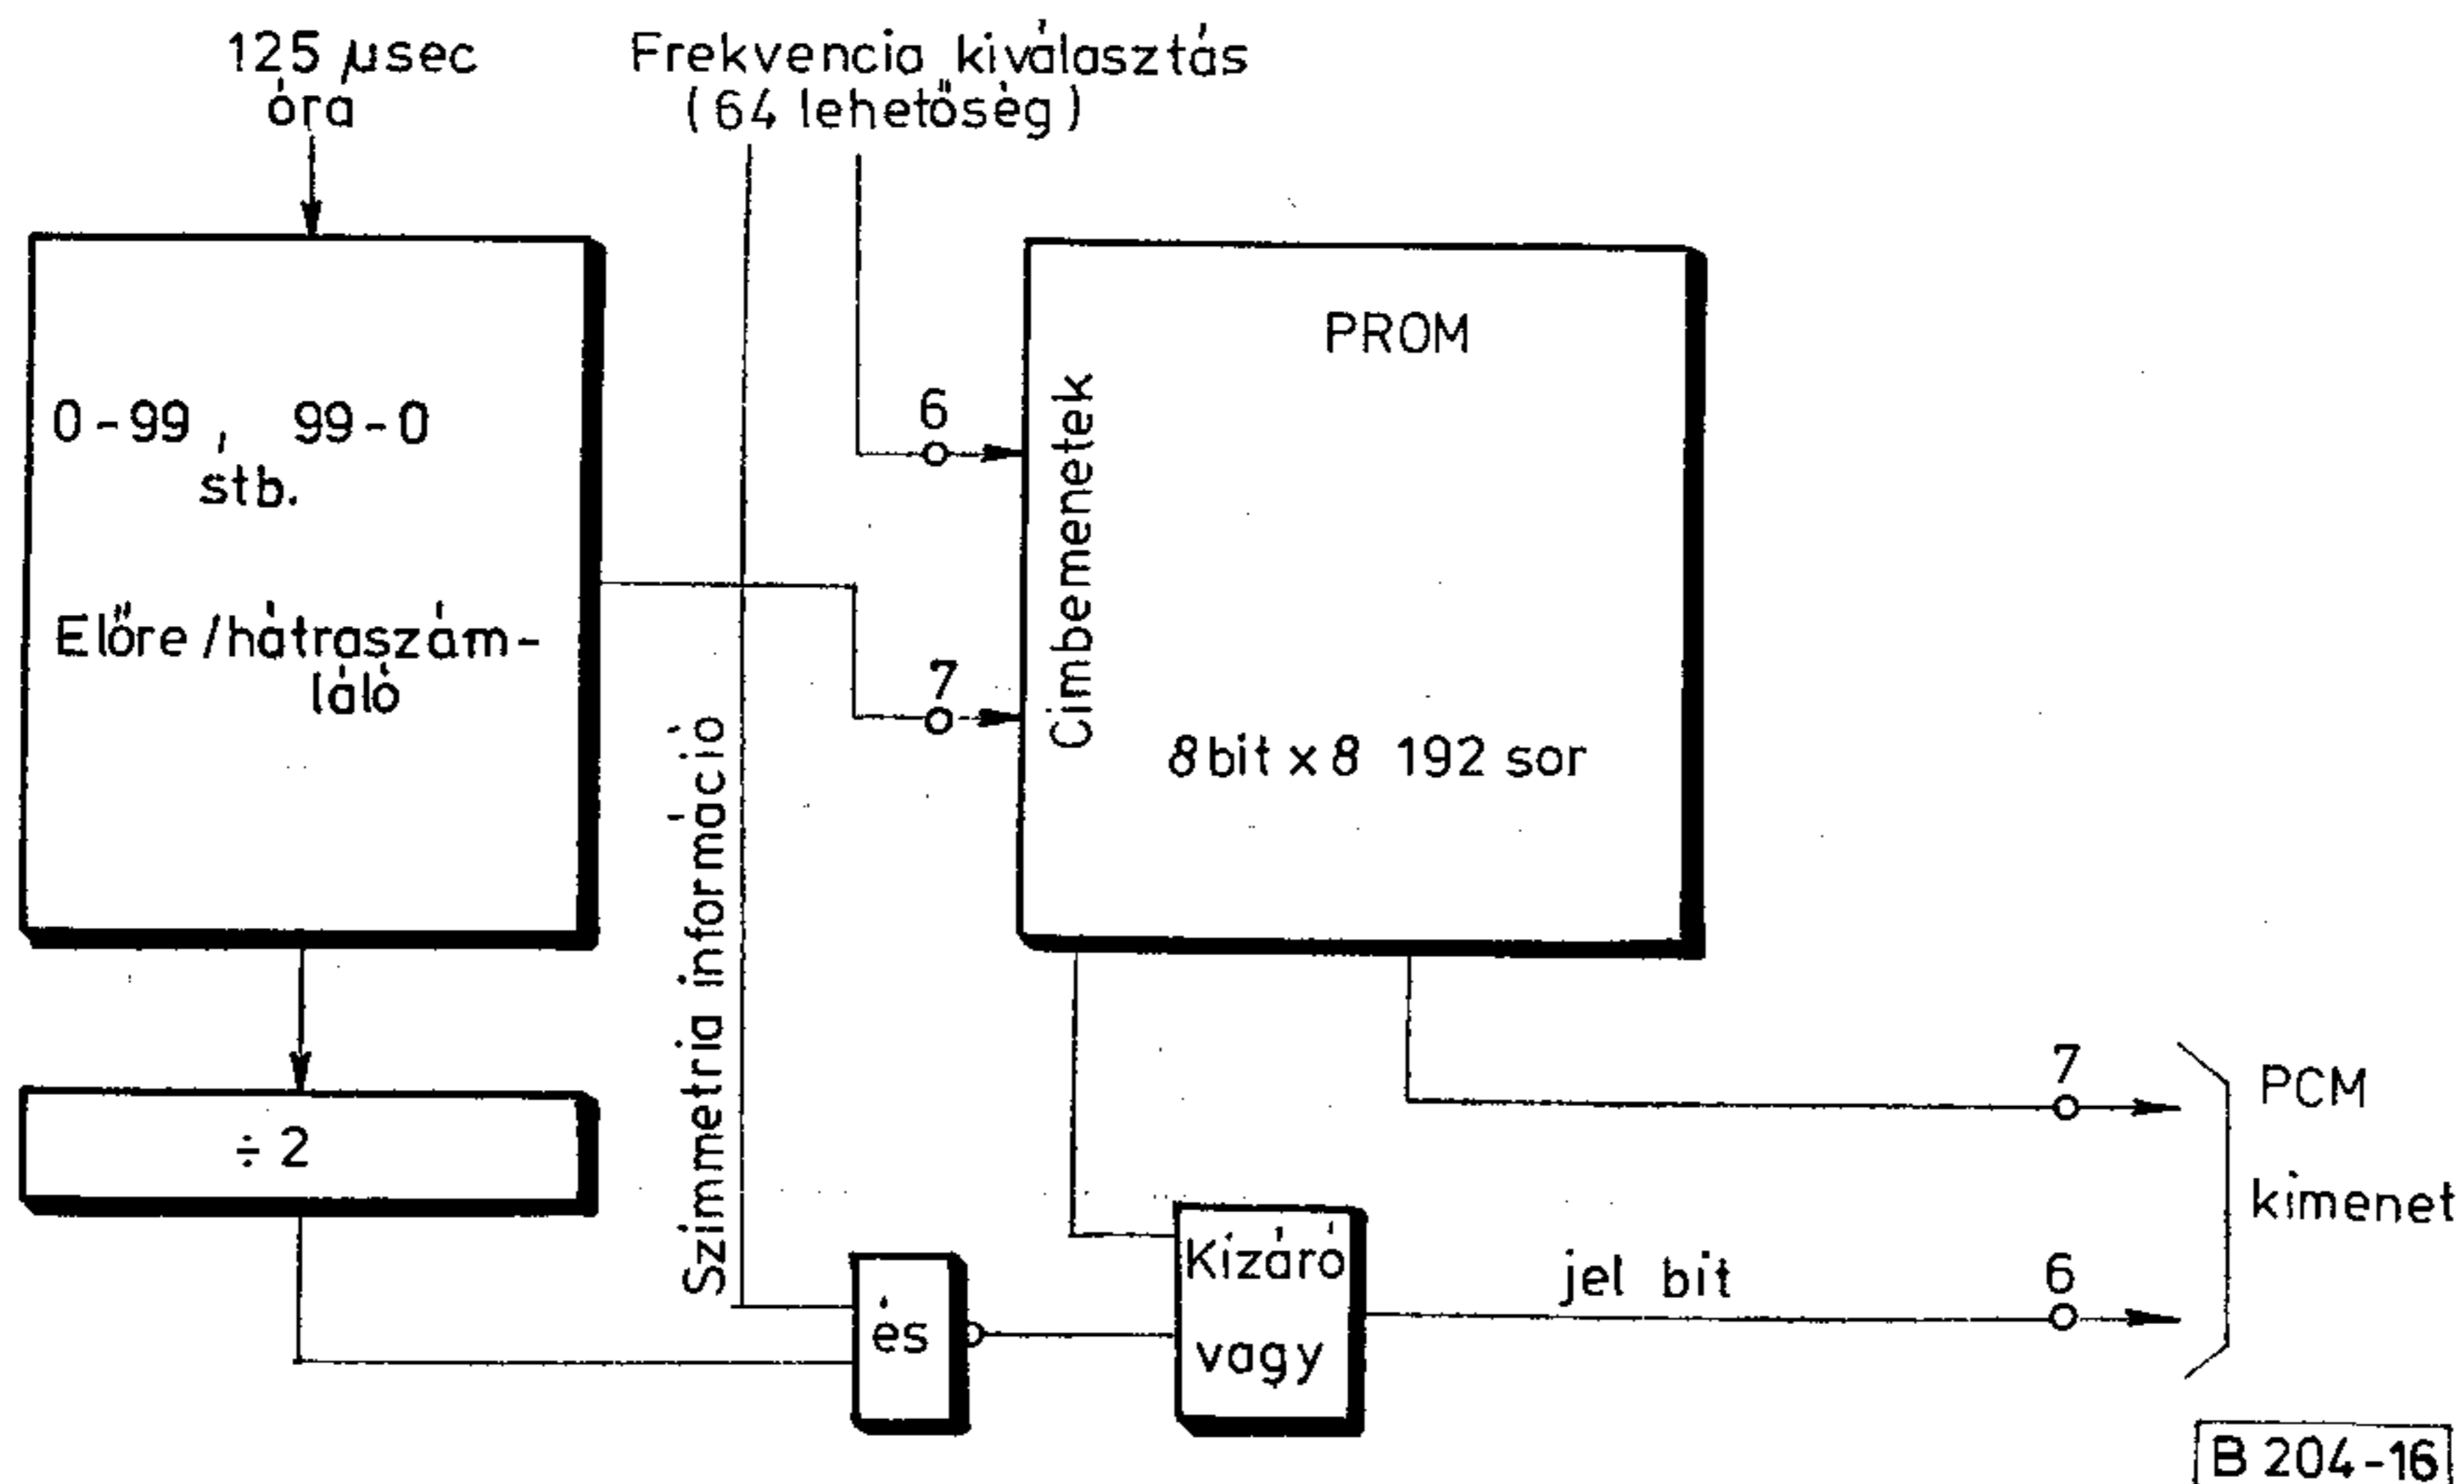 125 µsec
óra
Frekvencia kiválasztás
(64 lehetőség)
0-99, 99-0
stb.
Előre/hátraszám-
láló
6
7
Cimbemenetek
PROM
8 bit x 8 192 sor
Szimmetria információ
÷ 2
és
Kizáró
vagy
jel bit
7
6
PCM
kimenet
B 204-16